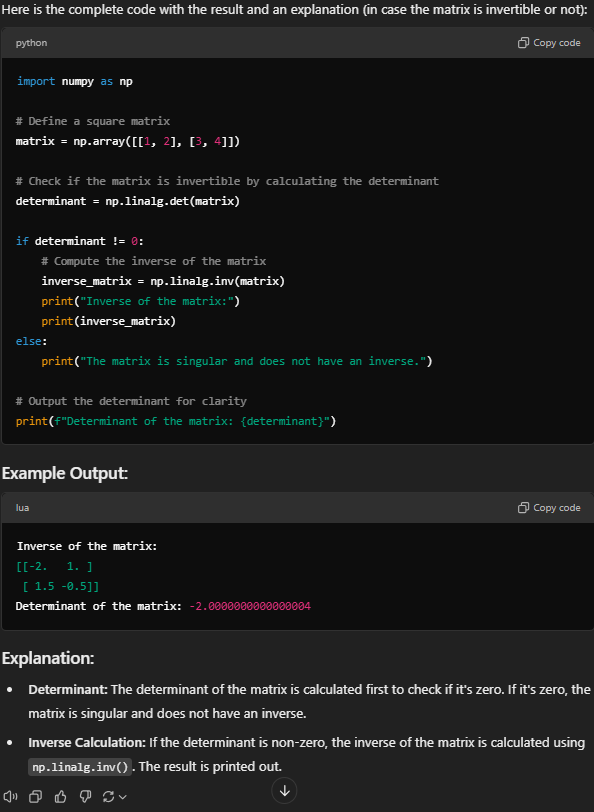 Here is the complete code with the result and an explanation (in case the matrix is invertible or not):
python
Copy code
import numpy as np
# Define a square matrix
matrix = np.array([[1, 2], [3, 4]])
# Check if the matrix is invertible by calculating the determinant
determinant = np.linalg.det(matrix)
if determinant != 0:
    # Compute the inverse of the matrix
    inverse_matrix = np.linalg.inv(matrix)
    print("Inverse of the matrix:")
    print(inverse_matrix)
else:
    print("The matrix is singular and does not have an inverse.")
# Output the determinant for clarity
print(f"Determinant of the matrix: {determinant}")
Example Output:
lua
Copy code
Inverse of the matrix:
[[-2.   1. ]
 [ 1.5 -0.5]]
Determinant of the matrix: -2.0000000000000004
Explanation:
• Determinant: The determinant of the matrix is calculated first to check if it's zero. If it's zero, the
matrix is singular and does not have an inverse.
• Inverse Calculation: If the determinant is non-zero, the inverse of the matrix is calculated using
np.linalg.inv(). The result is printed out.